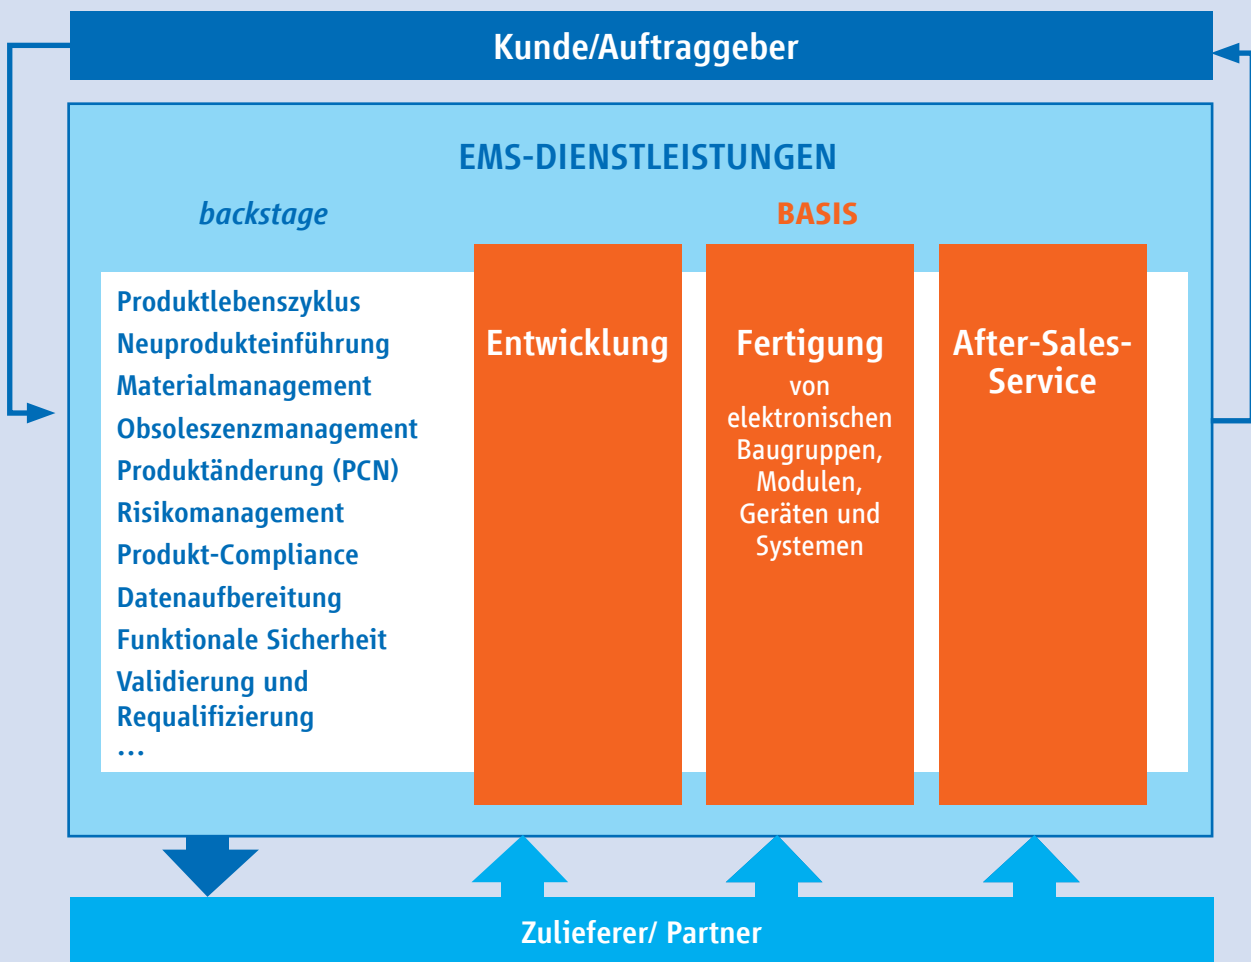 Kunde/Auftraggeber
EMS-DIENSTLEISTUNGEN
backstage
BASIS
Produktlebenszyklus
Neuprodukteinführung
Materialmanagement
Obsoleszenzmanagement
Produktänderung (PCN)
Risikomanagement
Produkt-Compliance
Datenaufbereitung
Funktionale Sicherheit
Validierung und
Requalifizierung
...
Entwicklung
Fertigung
von
elektronischen
Baugruppen,
Modulen,
Geräten und
Systemen
After-Sales-
Service
Zulieferer/ Partner